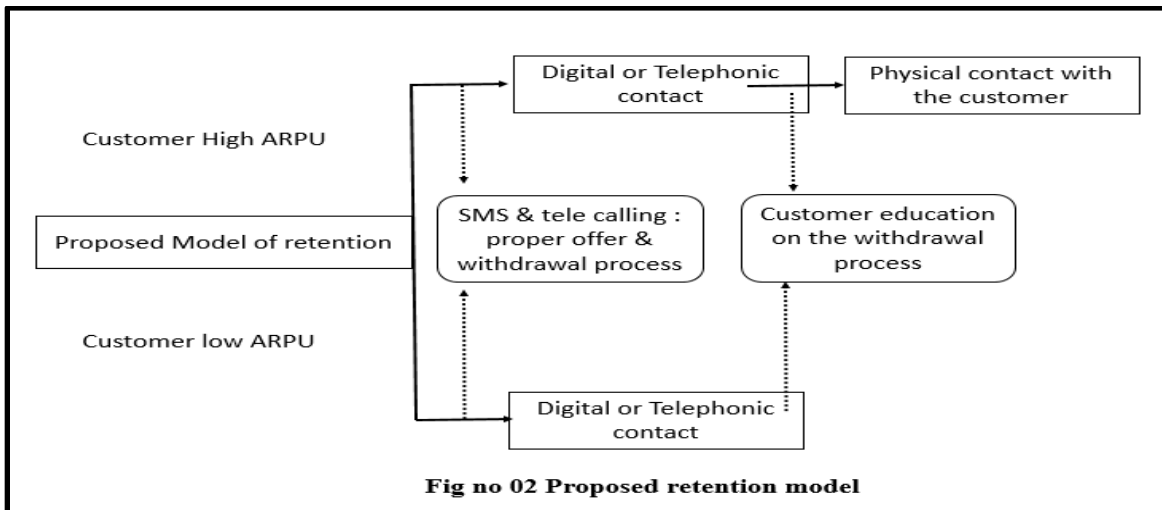 Digital or Telephonic
contact
Physical contact with
the customer
Customer High ARPU
SMS & tele calling :
proper offer &
withdrawal process
Customer education
on the withdrawal
process
Proposed Model of retention
Customer low ARPU
Digital or Telephonic
contact
Fig no 02 Proposed retention model